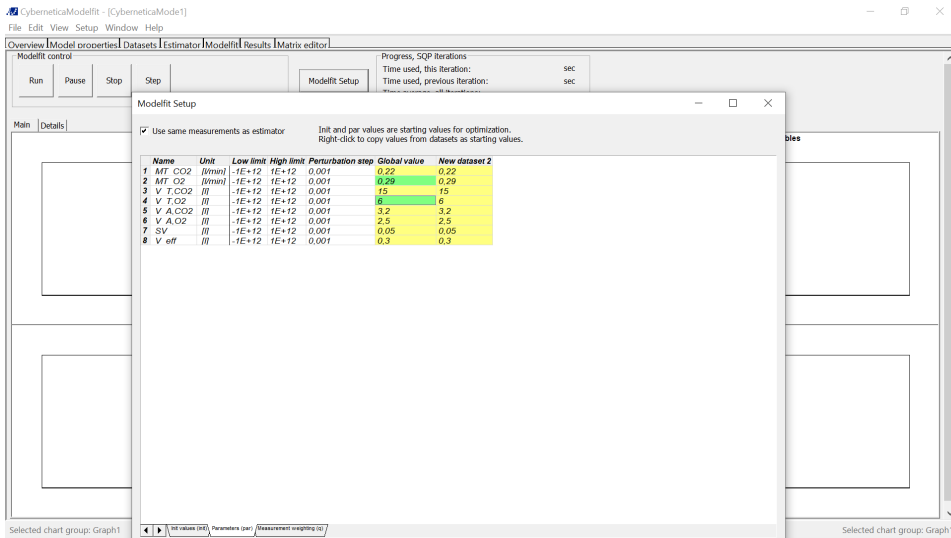 CyberneticaModelfit - [CyberneticaMode1]
File Edit View Setup Window Help
Overview Model properties Datasets Estimator Modelfit Results Matrix editor
Modelfit control
Run Pause Stop Step
Modelfit Setup
Progress, SQP iterations
Time used, this iteration: sec
Time used, previous iteration: sec
Main Details
Modelfit Setup
Use same measurements as estimator
Init and par values are starting values for optimization.
Right-click to copy values from datasets as starting values.
bles
Name Unit Low limit High limit Perturbation step Global value New dataset 2
1 MT_CO2 [l/min] -1E+12 1E+12 0,001 0,22 0,22
2 MT_O2 [l/min] -1E+12 1E+12 0,001 0,29 0,29
3 V_T,CO2 [l] -1E+12 1E+12 0,001 15 15
4 V_T,O2 [l] -1E+12 1E+12 0,001 6 6
5 V_A,CO2 [l] -1E+12 1E+12 0,001 3,2 3,2
6 V_A,O2 [l] -1E+12 1E+12 0,001 2,5 2,5
7 SV [l] -1E+12 1E+12 0,001 0,05 0,05
8 V_eff [l] -1E+12 1E+12 0,001 0,3 0,3
Init values (init) Parameters (par) Measurement weighting (q)
Selected chart group: Graph1
Selected chart group: Graph1